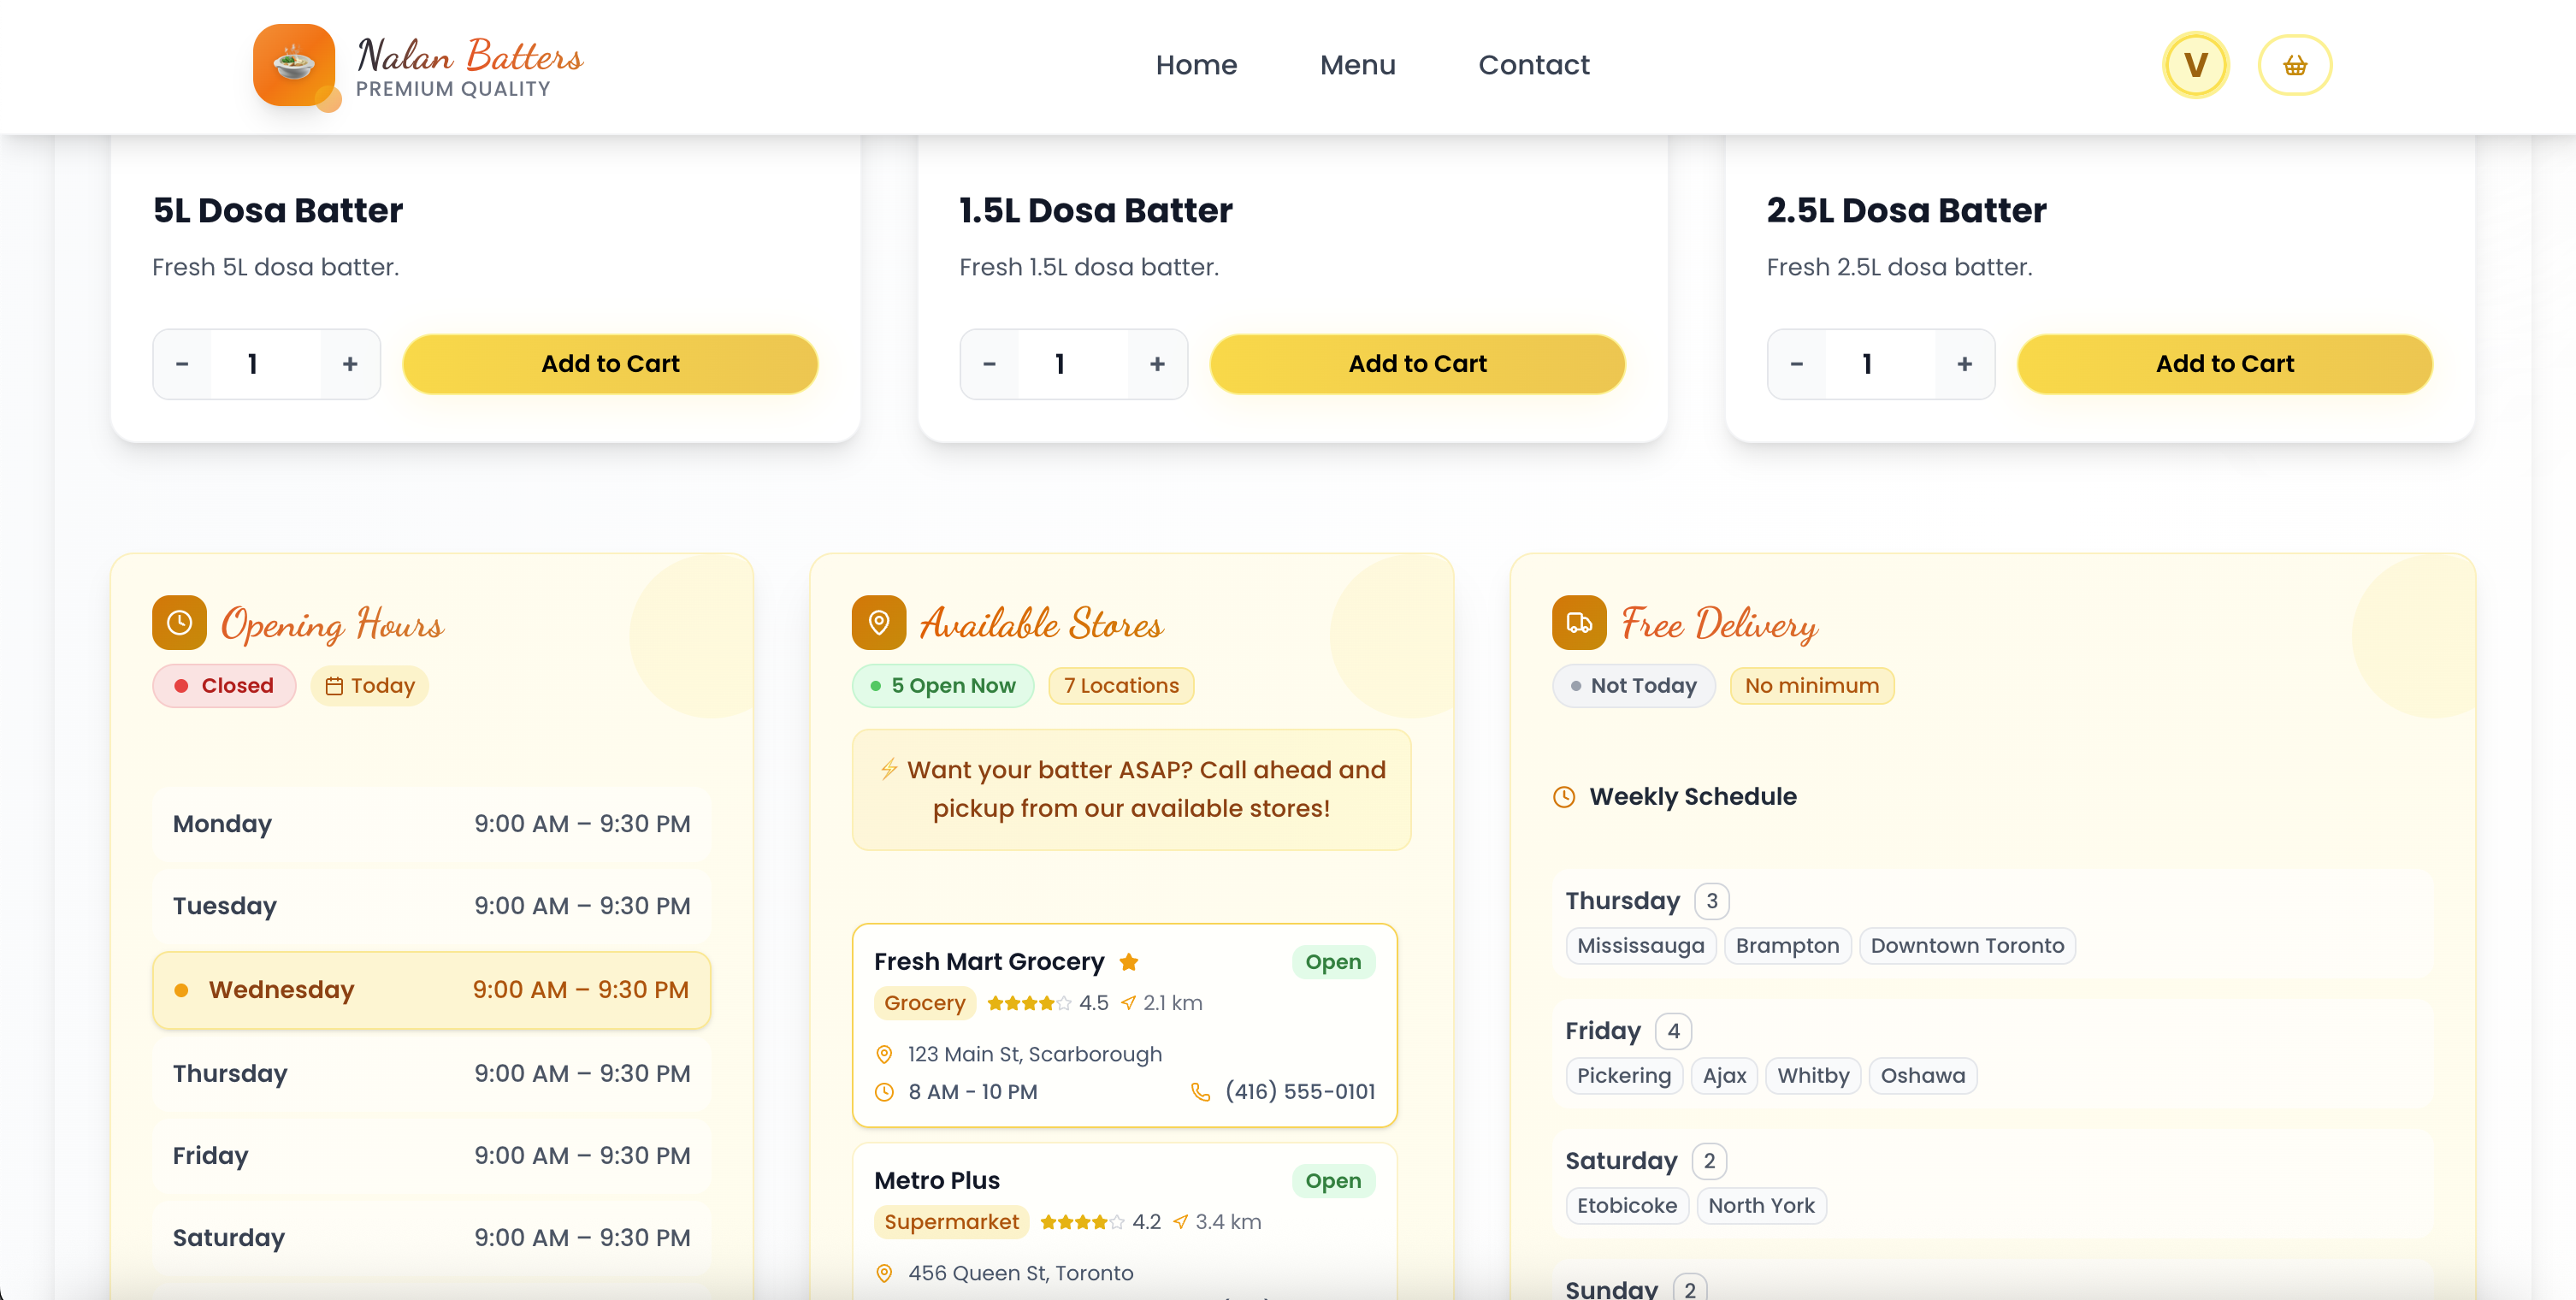 Nalan Batters
PREMIUM QUALITY
Home
Menu
Contact
V
5L Dosa Batter
Fresh 5L dosa batter.
- 1 +
Add to Cart
1.5L Dosa Batter
Fresh 1.5L dosa batter.
- 1 +
Add to Cart
2.5L Dosa Batter
Fresh 2.5L dosa batter.
- 1 +
Add to Cart
Opening Hours
Closed
Today
Monday 9:00 AM – 9:30 PM
Tuesday 9:00 AM – 9:30 PM
Wednesday 9:00 AM – 9:30 PM
Thursday 9:00 AM – 9:30 PM
Friday 9:00 AM – 9:30 PM
Saturday 9:00 AM – 9:30 PM
Available Stores
5 Open Now
7 Locations
⚡ Want your batter ASAP? Call ahead and
pickup from our available stores!
Fresh Mart Grocery
Open
Grocery 4.5 2.1 km
123 Main St, Scarborough
8 AM - 10 PM (416) 555-0101
Metro Plus
Open
Supermarket 4.2 3.4 km
456 Queen St, Toronto
Free Delivery
Not Today
No minimum
Weekly Schedule
Thursday 3
Mississauga Brampton Downtown Toronto
Friday 4
Pickering Ajax Whitby Oshawa
Saturday 2
Etobicoke North York
Sunday 2